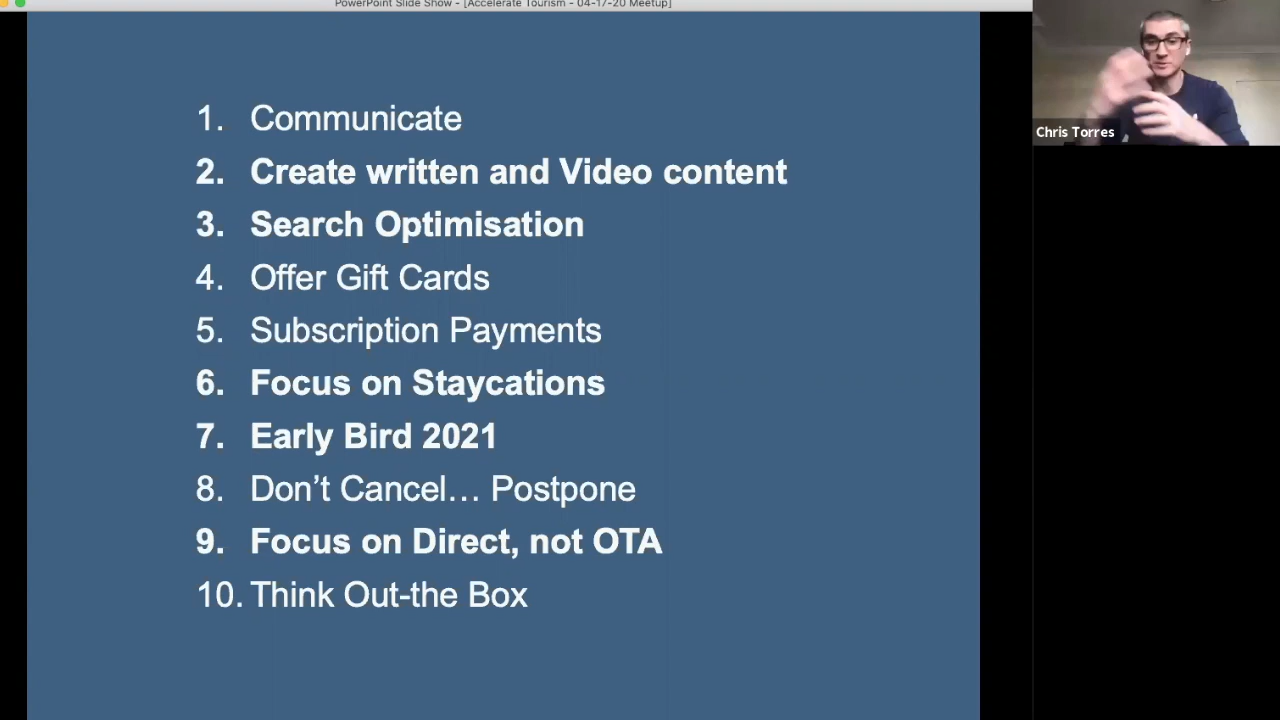 PowerPoint Slide Show - [Accelerate Tourism - 04-17-20 Meetup]
1. Communicate
2. Create written and Video content
3. Search Optimisation
4. Offer Gift Cards
5. Subscription Payments
6. Focus on Staycations
7. Early Bird 2021
8. Don’t Cancel… Postpone
9. Focus on Direct, not OTA
10. Think Out-the Box
Chris Torres